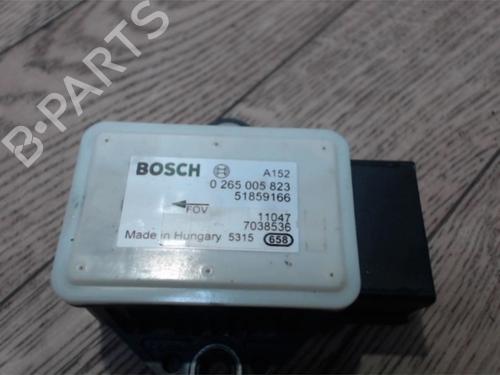 B-PARTS
BOSCH A152
0 265 005 823
51859166
FOV
11047
7038536
Made in Hungary 5315 658